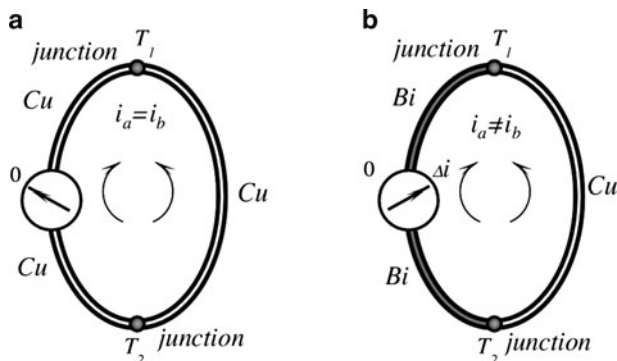 a
T1
junction
Cu
ia=ib
0
Cu
Cu
T2 junction
b
T1
junction
Bi
ia≠ib
0
Δi
Cu
Bi
T2 junction